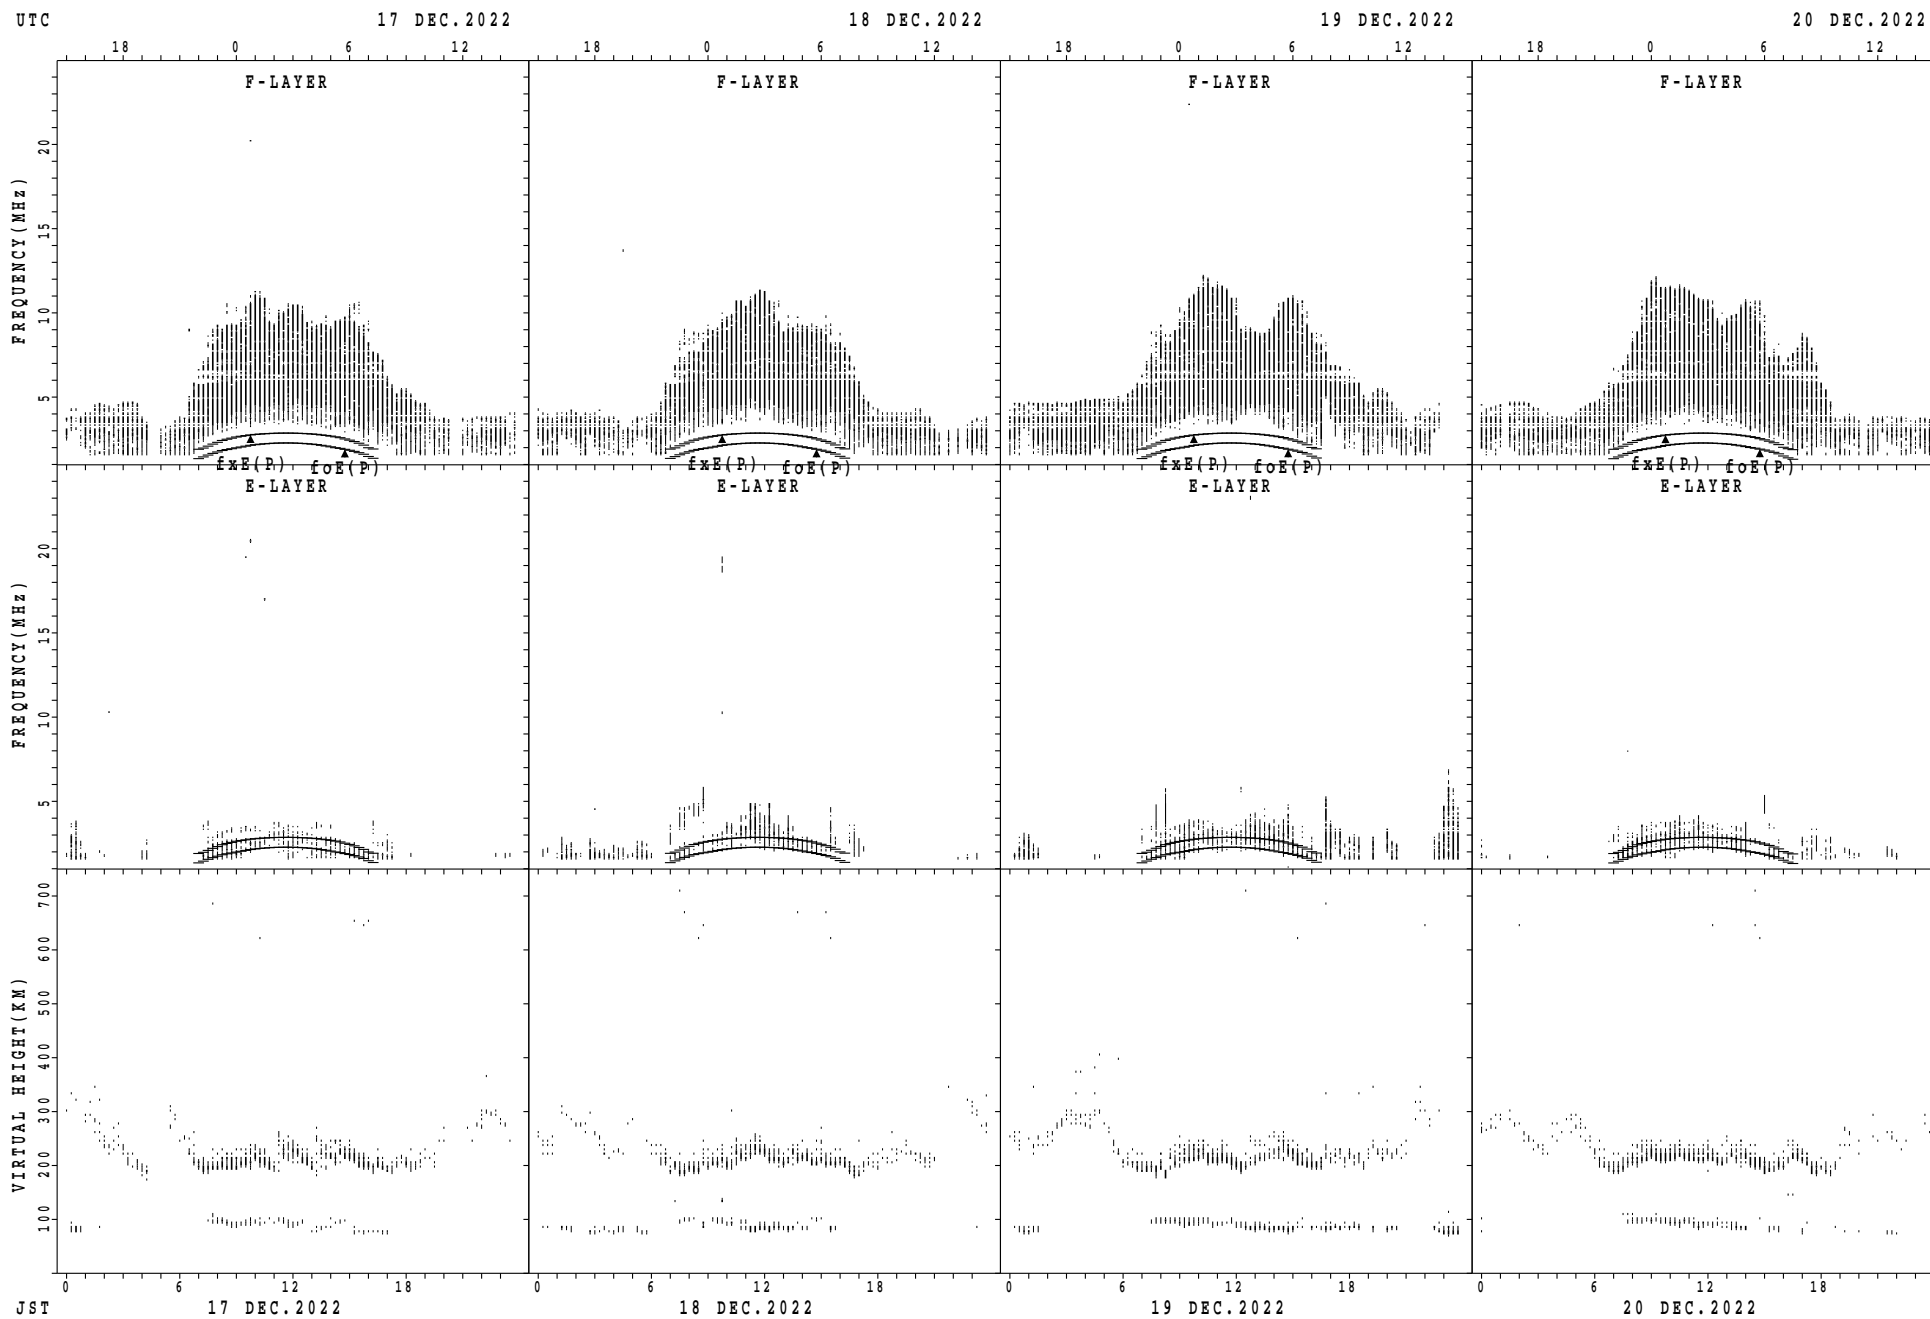 UTC 17 DEC.2022 18 DEC.2022 19 DEC.2022 20 DEC.2022
18 0 6 12 18 0 6 12 18 0 6 12 18 0 6 12
F-LAYER F-LAYER F-LAYER F-LAYER
FREQUENCY(MHz)
20
15
10
5
fxE(P) foE(P) fxE(P) foE(P) fxE(P) foE(P) fxE(P) foE(P)
E-LAYER E-LAYER E-LAYER E-LAYER
FREQUENCY(MHz)
20
15
10
5
VIRTUAL HEIGHT(KM)
700
600
500
400
300
200
100
0 6 12 18 0 6 12 18 0 6 12 18 0 6 12 18
JST 17 DEC.2022 18 DEC.2022 19 DEC.2022 20 DEC.2022